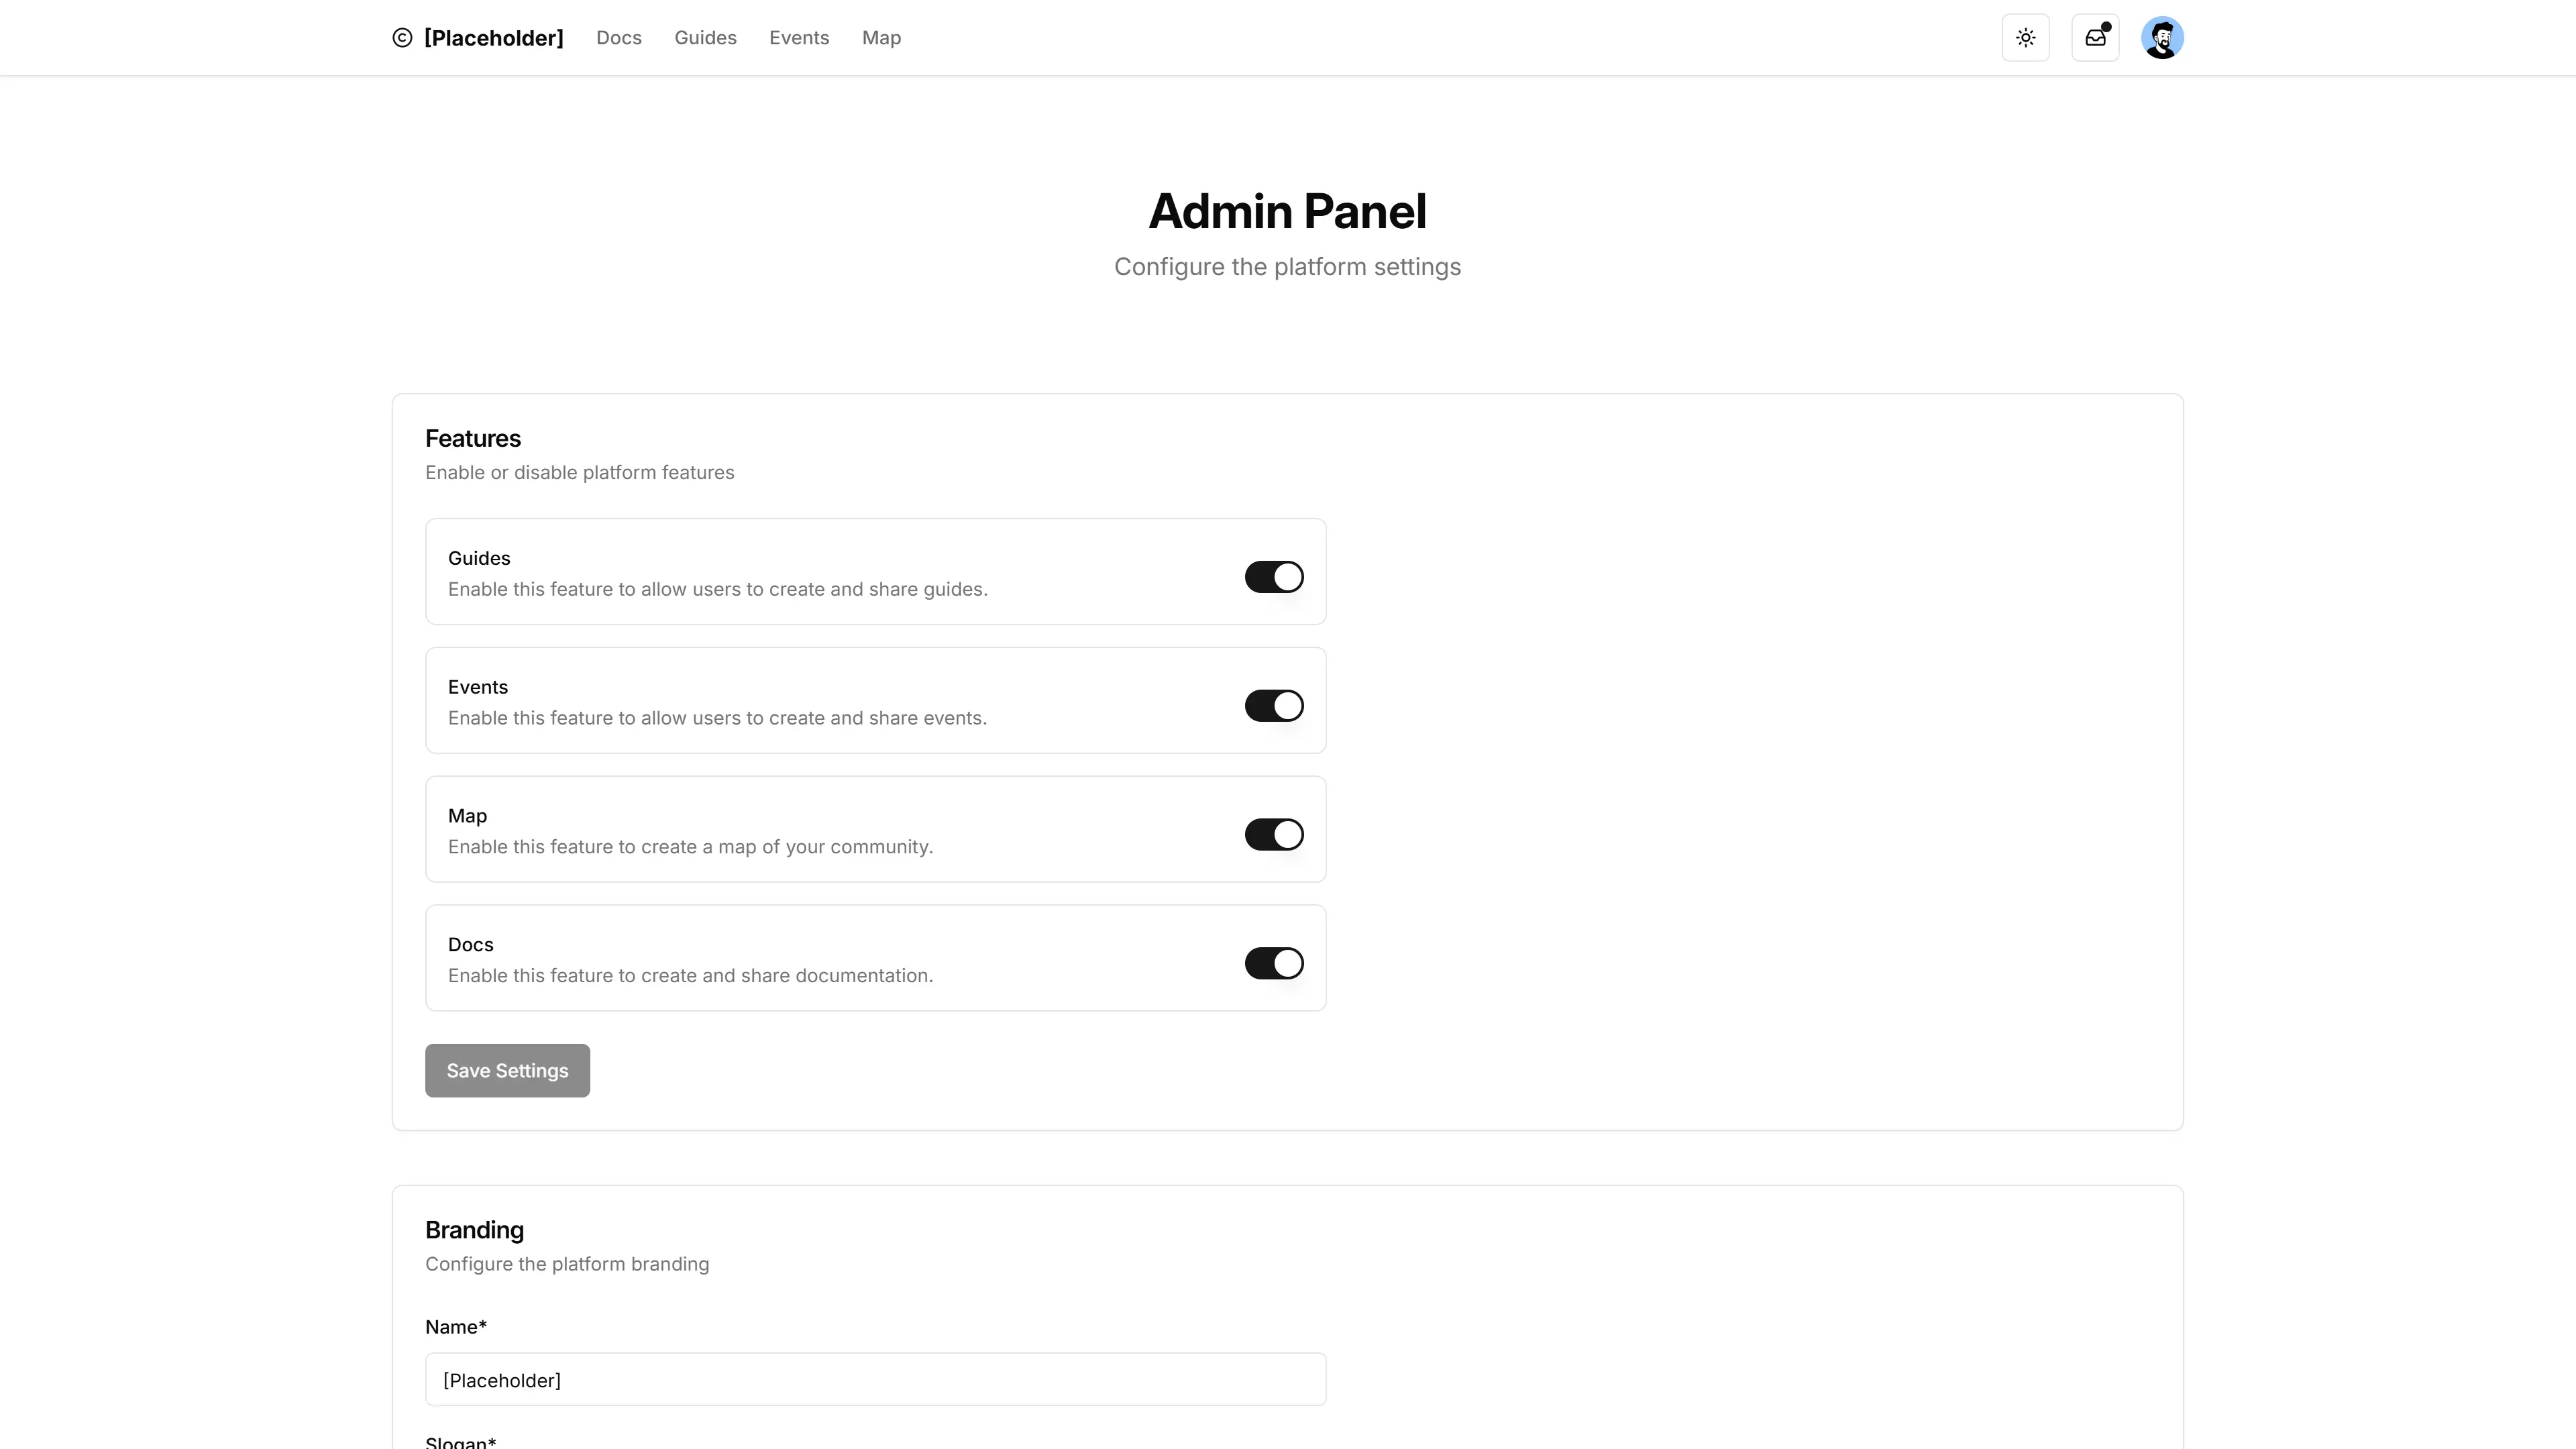 © [Placeholder] Docs Guides Events Map
Admin Panel
Configure the platform settings
Features
Enable or disable platform features
Guides
Enable this feature to allow users to create and share guides.
Events
Enable this feature to allow users to create and share events.
Map
Enable this feature to create a map of your community.
Docs
Enable this feature to create and share documentation.
Save Settings
Branding
Configure the platform branding
Name*
[Placeholder]
Slogan*